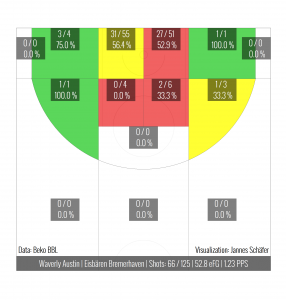 3 / 4
75.0 %
31 / 55
56.4 %
27 / 51
52.9 %
1 / 1
100.0 %
0 / 0
0.0 %
0 / 0
0.0 %
1 / 1
100.0 %
0 / 4
0.0 %
2 / 6
33.3 %
1 / 3
33.3 %
0 / 0
0.0 %
0 / 0
0.0 %
0 / 0
0.0 %
0 / 0
0.0 %
Data: Beko BBL
Visualization: Jannes Schäfer
Waverly Austin | Eisbären Bremerhaven | Shots: 66 / 125 | 52.8 eFG | 1.23 PPS